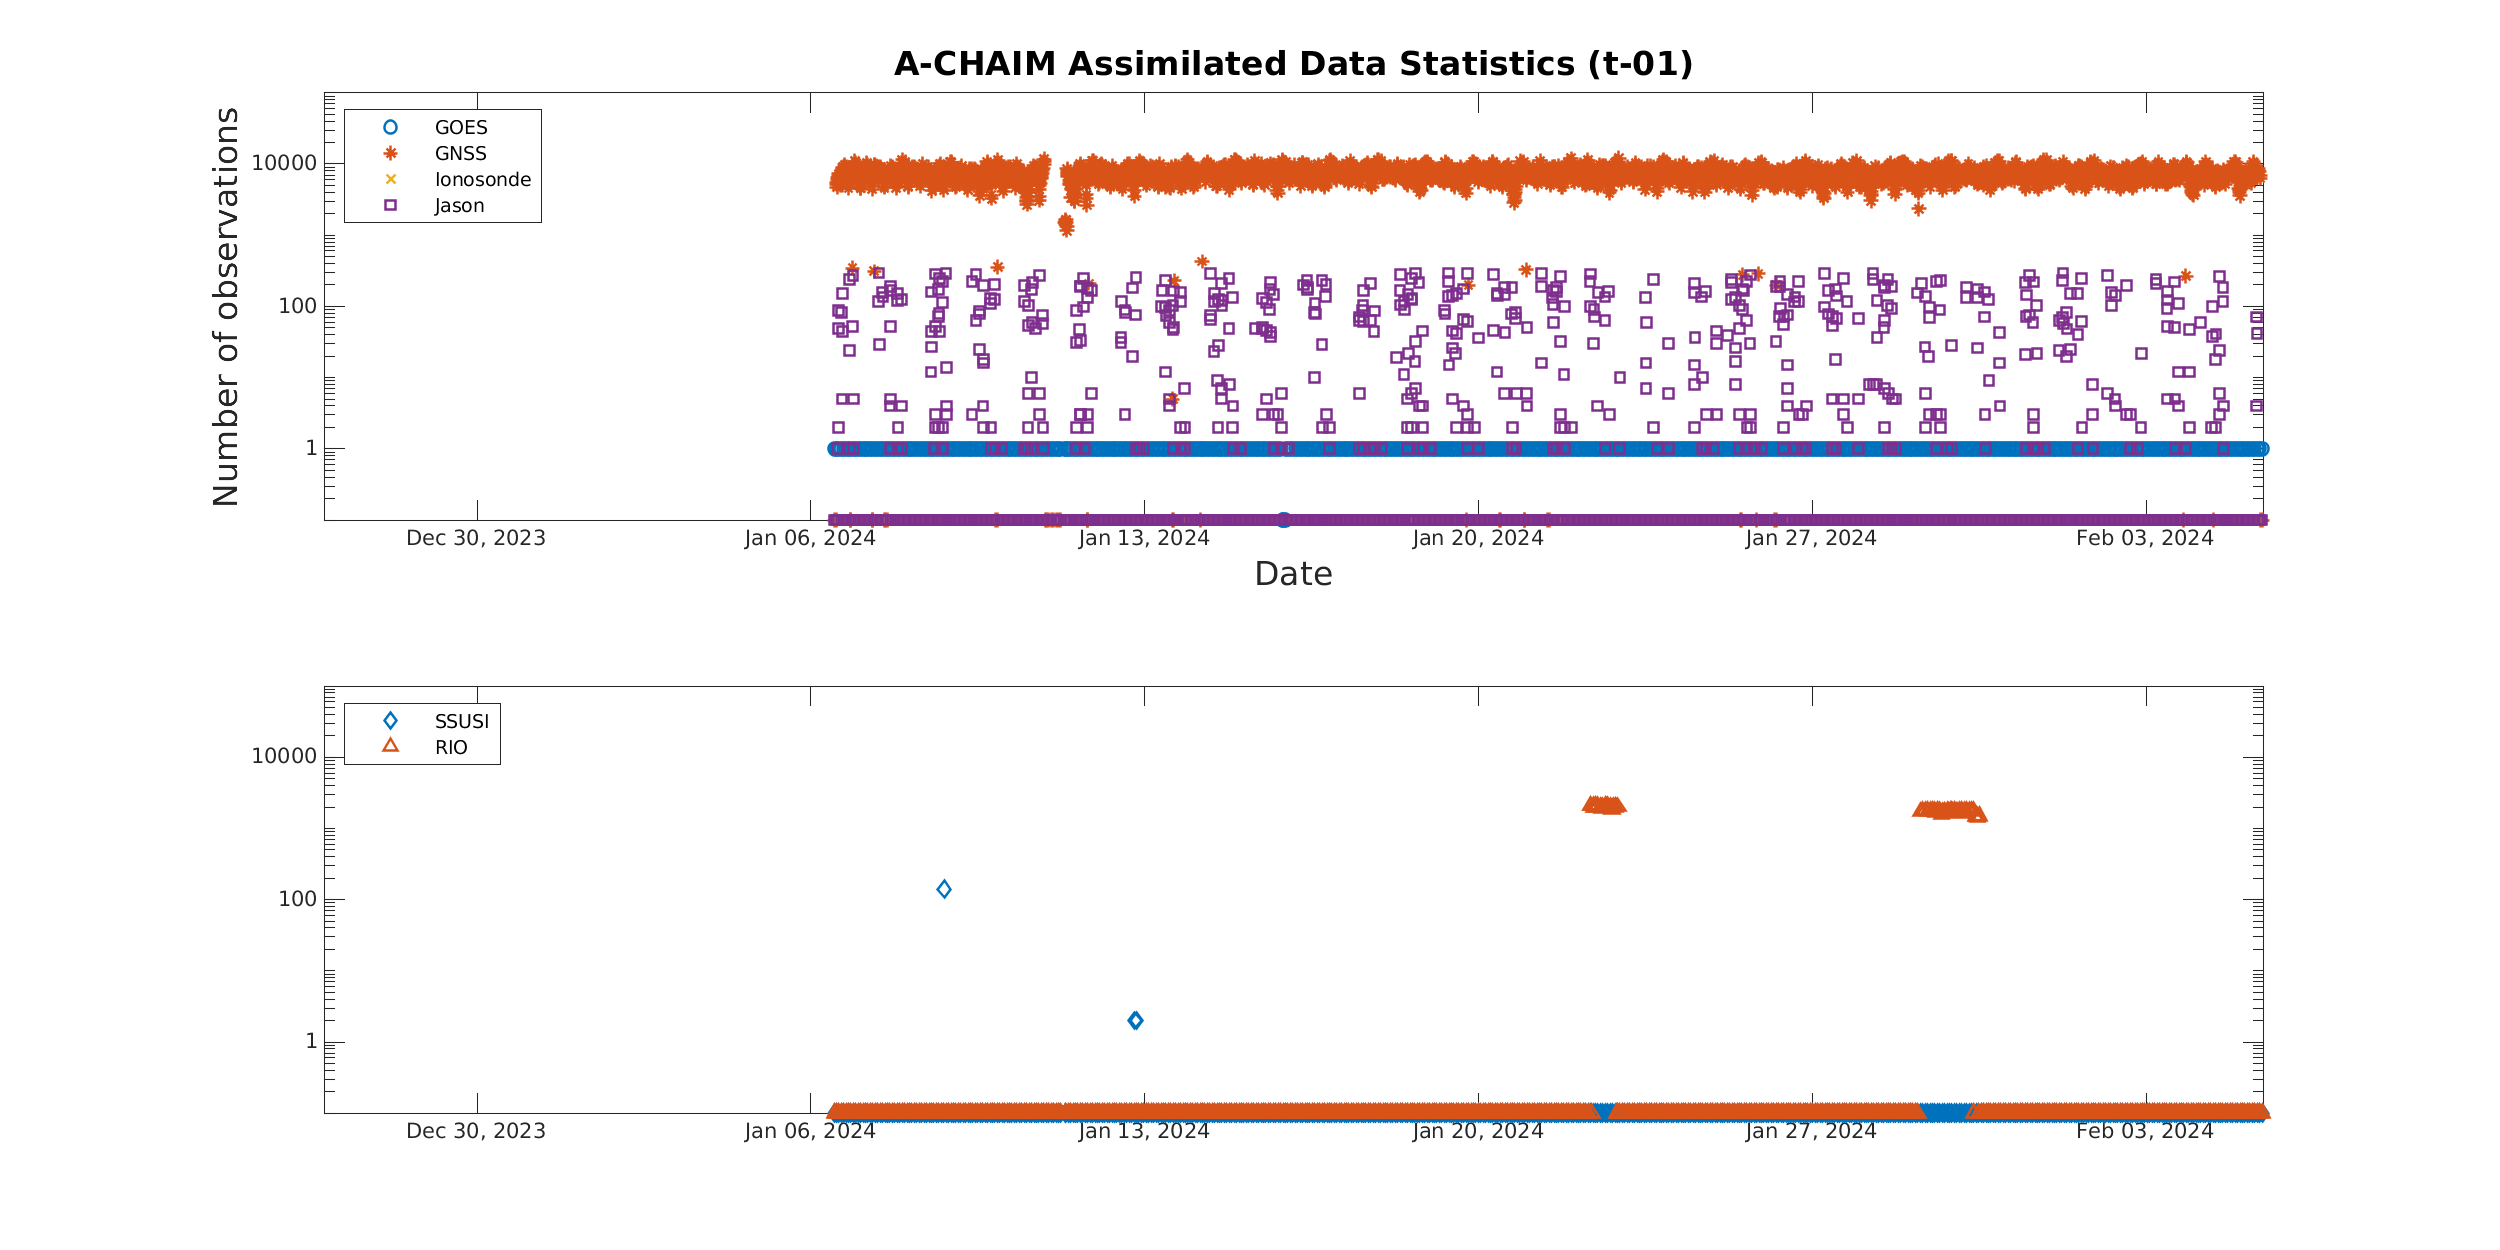 A-CHAIM Assimilated Data Statistics (t-01)
Number of observations
10000
100
1
GOES
GNSS
Ionosonde
Jason
Dec 30, 2023
Jan 06, 2024
Jan 13, 2024
Jan 20, 2024
Jan 27, 2024
Feb 03, 2024
Date
10000
100
1
SSUSI
RIO
Dec 30, 2023
Jan 06, 2024
Jan 13, 2024
Jan 20, 2024
Jan 27, 2024
Feb 03, 2024